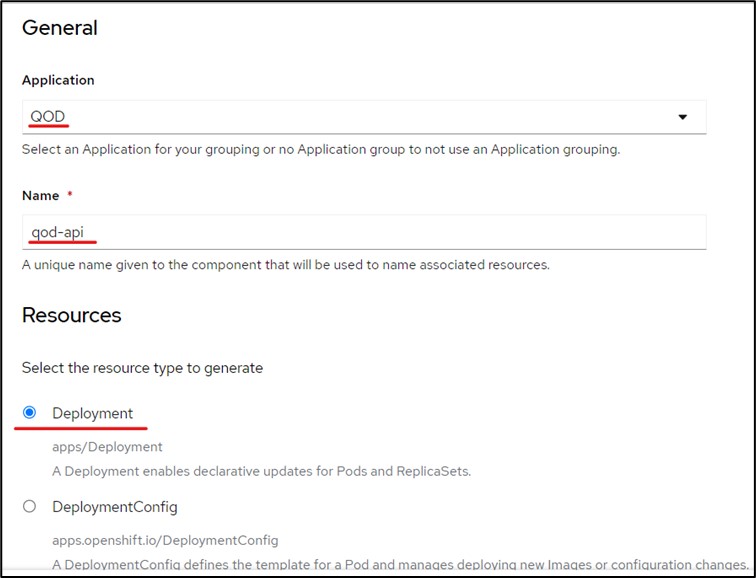 General
Application
QOD
Select an Application for your grouping or no Application group to not use an Application grouping.
Name *
qod-api
A unique name given to the component that will be used to name associated resources.
Resources
Select the resource type to generate
Deployment
apps/Deployment
A Deployment enables declarative updates for Pods and ReplicaSets.
DeploymentConfig
apps.openshift.io/DeploymentConfig
A DeploymentConfig defines the template for a Pod and manages deploying new Images or configuration changes.